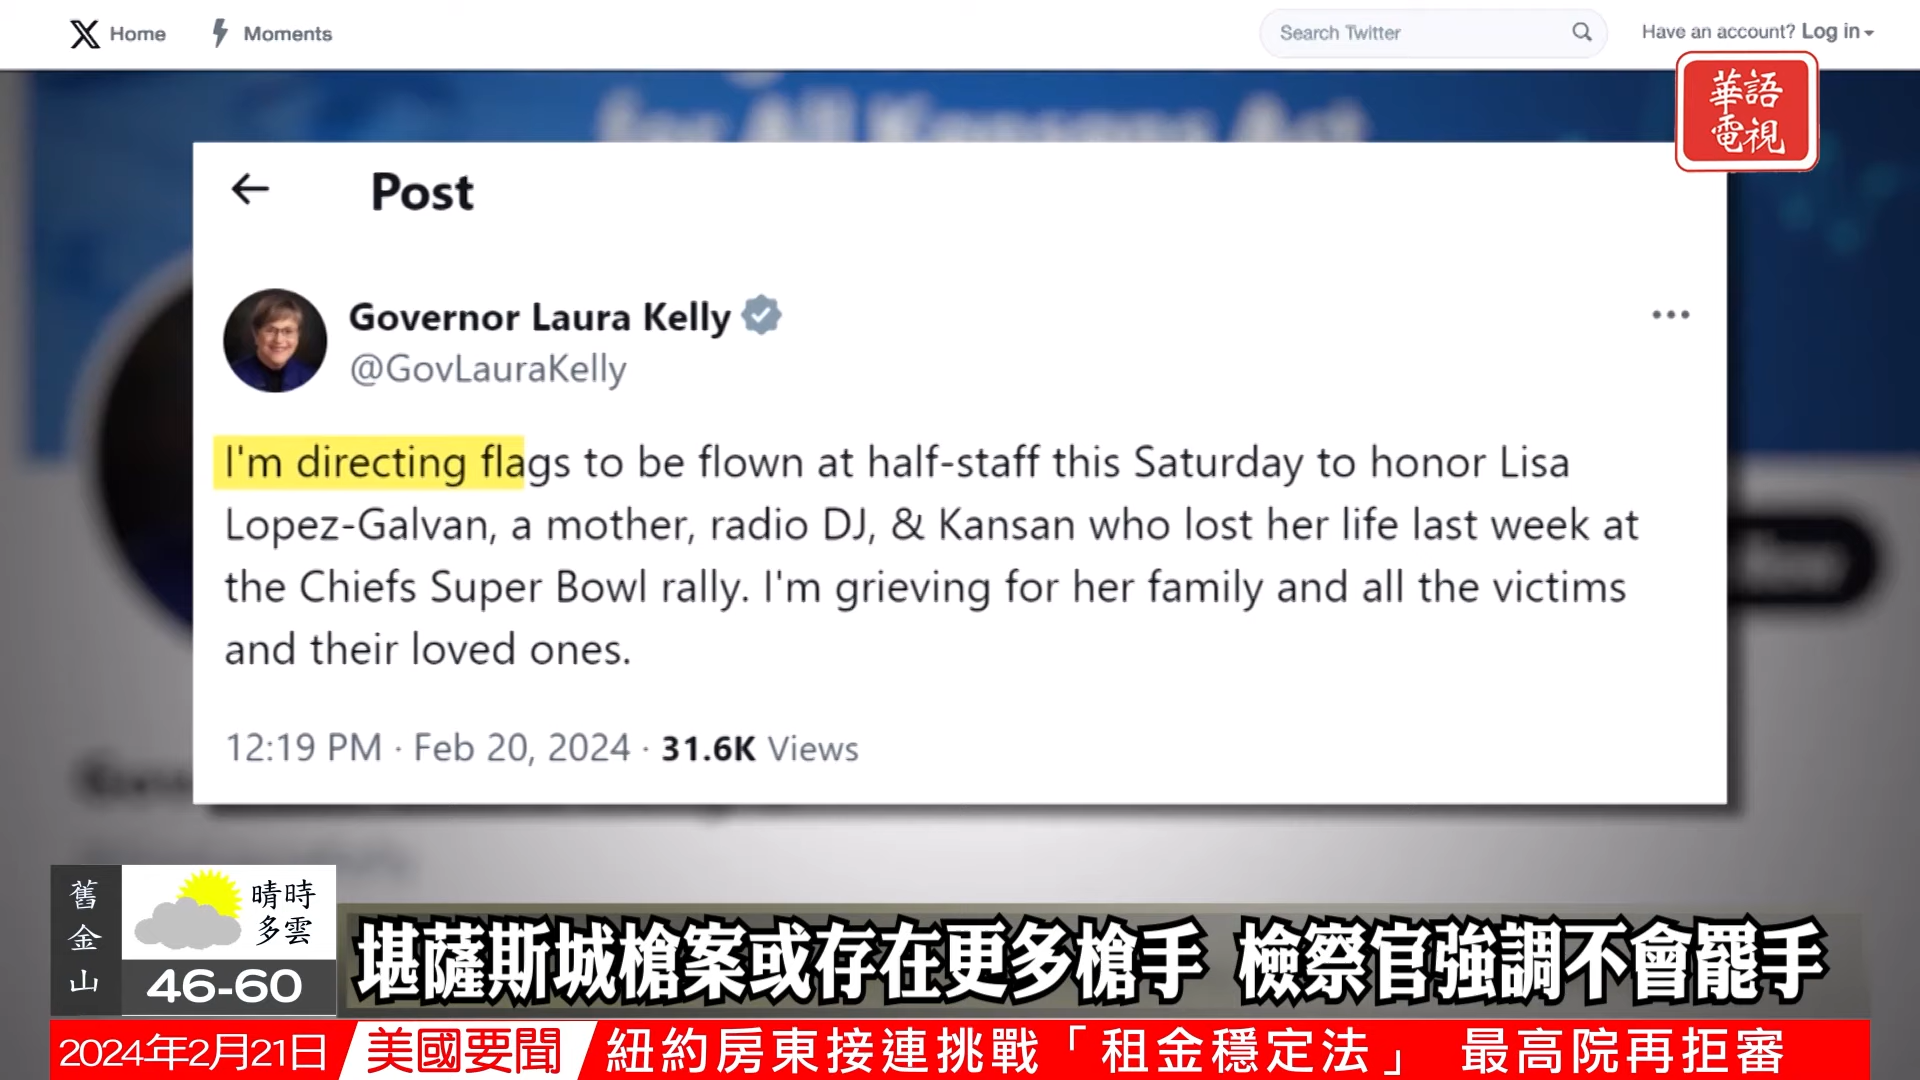 Home
Moments
Search Twitter
Have an account? Log in
華語
電視
for All Kansans Act
Post
Governor Laura Kelly
@GovLauraKelly
I'm directing flags to be flown at half-staff this Saturday to honor Lisa
Lopez-Galvan, a mother, radio DJ, & Kansan who lost her life last week at
the Chiefs Super Bowl rally. I'm grieving for her family and all the victims
and their loved ones.
12:19 PM · Feb 20, 2024 · 31.6K Views
舊金山
晴時
多雲
46-60
堪薩斯城槍案或存在更多槍手 檢察官強調不會罷手
2024年2月21日
美國要聞
紐約房東接連挑戰「租金穩定法」 最高院再拒審